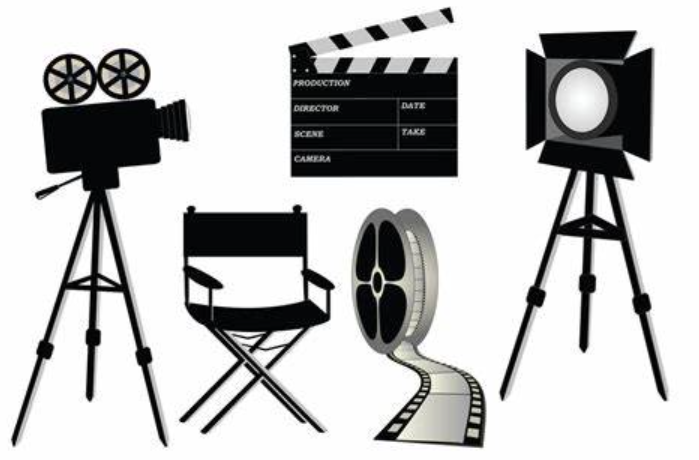 PRODUCTION
DIRECTOR DATE
SCENE TAKE
CAMERA